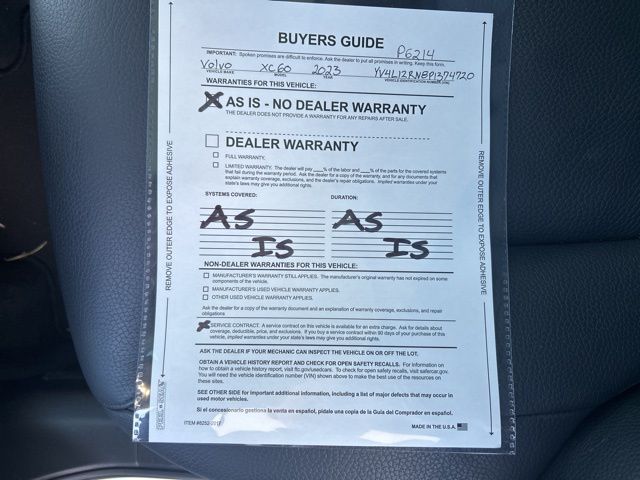 BUYERS GUIDE
P6214
IMPORTANT: Spoken promises are difficult to enforce. Ask the dealer to put all promises in writing. Keep this form.
Volvo XC60 2023 YV4L12RN8P1374720
VEHICLE MAKE MODEL YEAR VEHICLE IDENTIFICATION NUMBER (VIN)
WARRANTIES FOR THIS VEHICLE:
X AS IS - NO DEALER WARRANTY
THE DEALER DOES NOT PROVIDE A WARRANTY FOR ANY REPAIRS AFTER SALE.
DEALER WARRANTY
FULL WARRANTY.
LIMITED WARRANTY. The dealer will pay ___% of the labor and ___% of the parts for the covered systems
that fail during the warranty period. Ask the dealer for a copy of the warranty, and for any documents that
explain warranty coverage, exclusions, and the dealer's repair obligations. Implied warranties under your
state's laws may give you additional rights.
SYSTEMS COVERED: DURATION:
AS AS
IS IS
NON-DEALER WARRANTIES FOR THIS VEHICLE:
MANUFACTURER'S WARRANTY STILL APPLIES. The manufacturer's original warranty has not expired on some
components of the vehicle.
MANUFACTURER'S USED VEHICLE WARRANTY APPLIES.
OTHER USED VEHICLE WARRANTY APPLIES.
Ask the dealer for a copy of the warranty document and an explanation of warranty coverage, exclusions, and repair
obligations
X SERVICE CONTRACT. A service contract on this vehicle is available for an extra charge. Ask for details about
coverage, deductible, price, and exclusions. If you buy a service contract within 90 days of your purchase of this
vehicle, implied warranties under your state's laws may give you additional rights.
ASK THE DEALER IF YOUR MECHANIC CAN INSPECT THE VEHICLE ON OR OFF THE LOT.
OBTAIN A VEHICLE HISTORY REPORT AND CHECK FOR OPEN SAFETY RECALLS. For information on
how to obtain a vehicle history report, visit ftc.gov/usedcars. To check for open safety recalls, visit safercar.gov.
You will need the vehicle identification number (VIN) shown above to make the best use of the resources on
these sites.
SEE OTHER SIDE for important additional information, including a list of major defects that may occur in
used motor vehicles.
Si el concesionario gestiona la venta en español, pídale una copia de la Guía del Comprador en español.
MADE IN THE U.S.A.
REMOVE OUTER EDGE TO EXPOSE ADHESIVE
REMOVE OUTER EDGE TO EXPOSE ADHESIVE